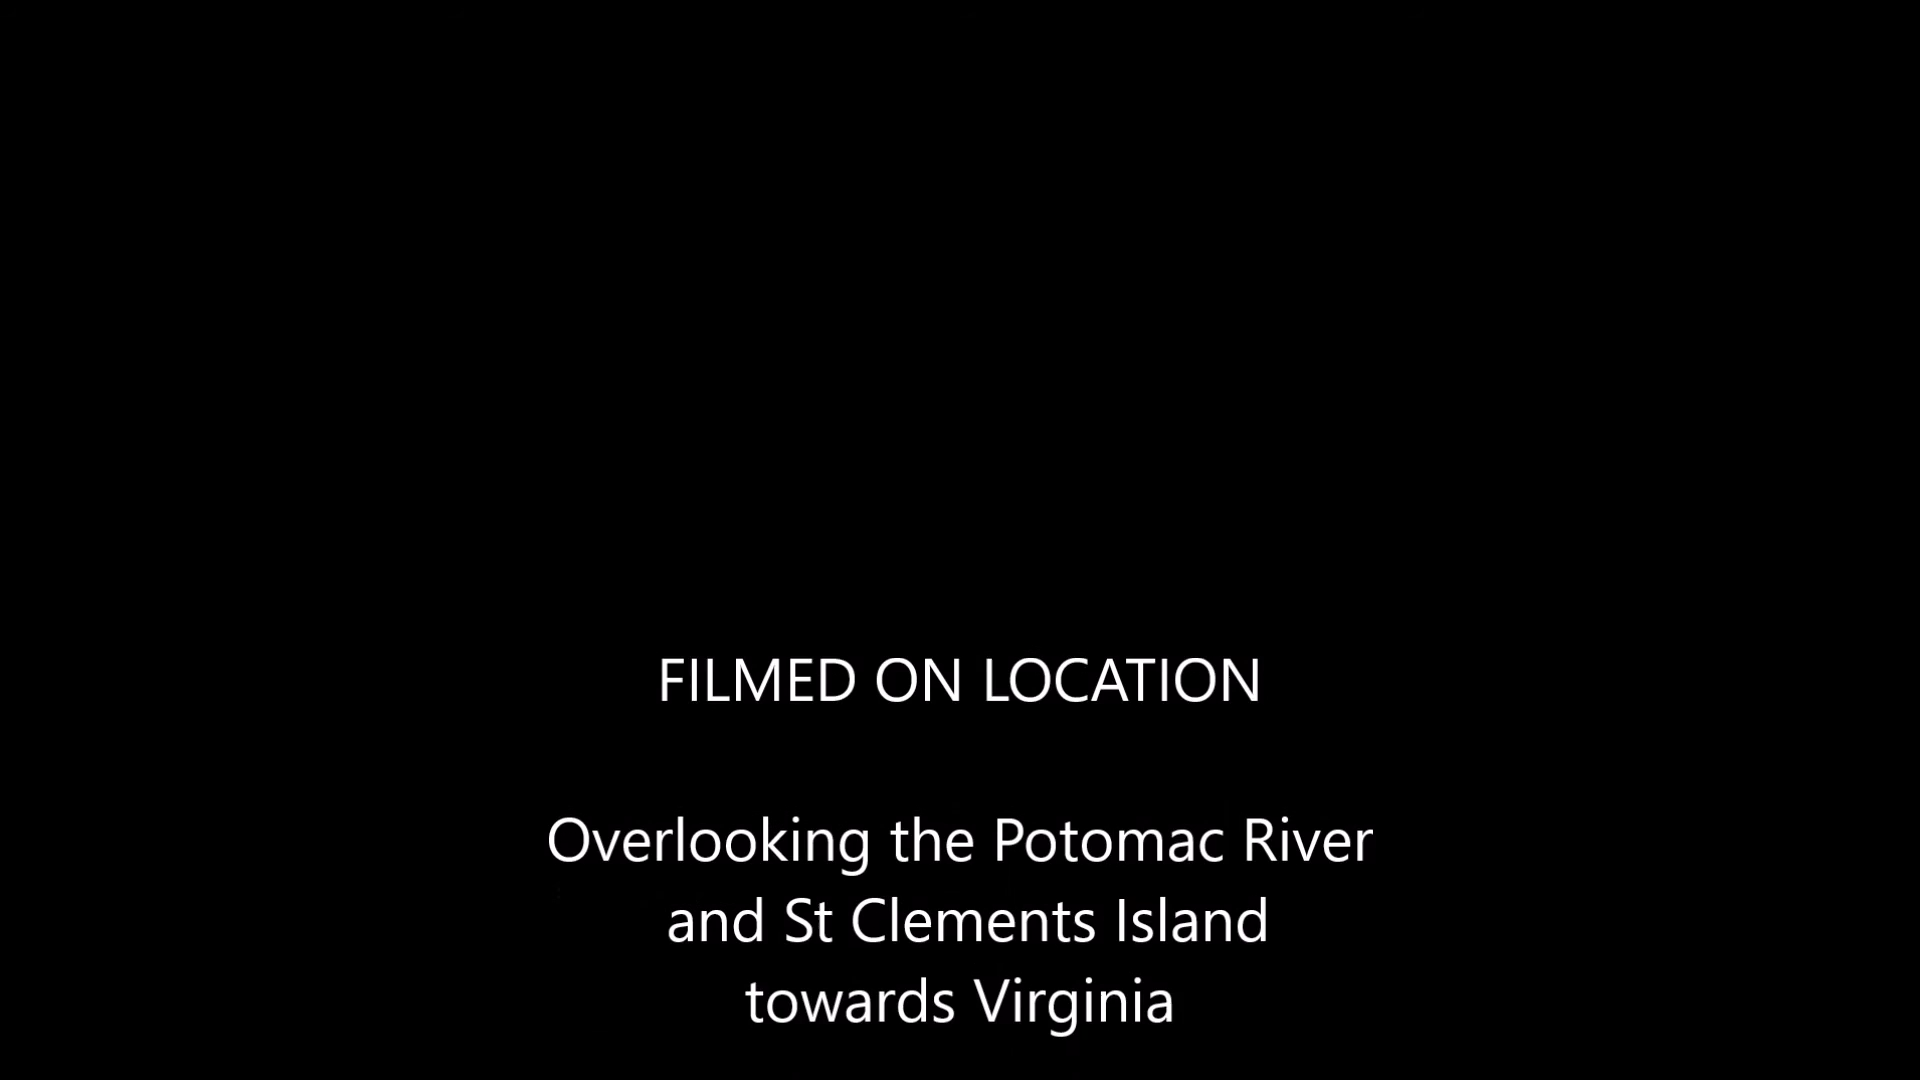 FILMED ON LOCATION
Overlooking the Potomac River
and St Clements Island
towards Virginia